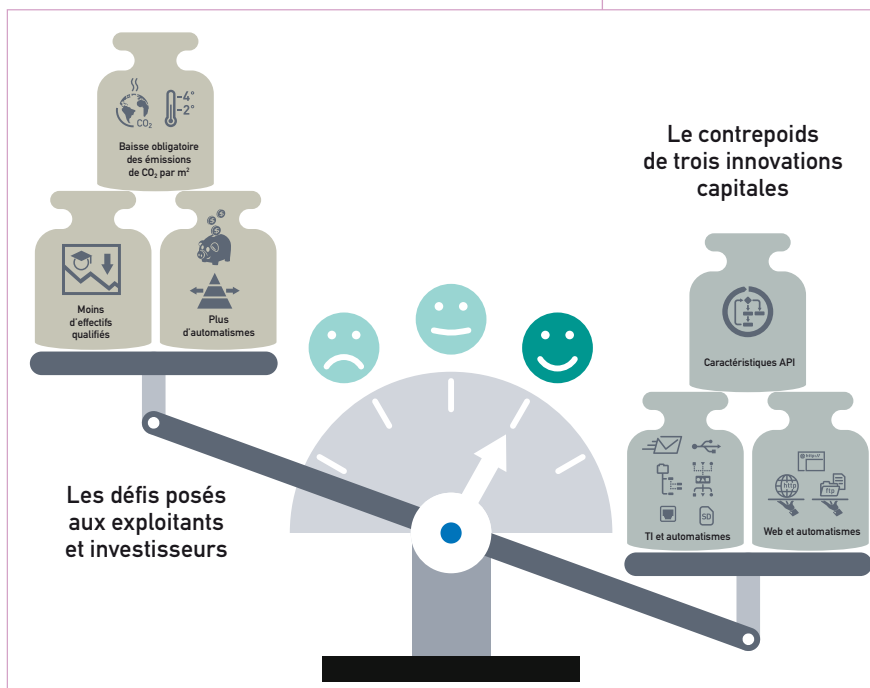 -4°
-2°
CO₂
Baisse obligatoire
des émissions
de CO₂ par m²
Moins
d'effectifs
qualifiés
Plus
d'automatismes
Les défis posés
aux exploitants
et investisseurs
Le contrepoids
de trois innovations
capitales
Caractéristiques API
TI et automatismes
SD
http
ftp
Web et automatismes